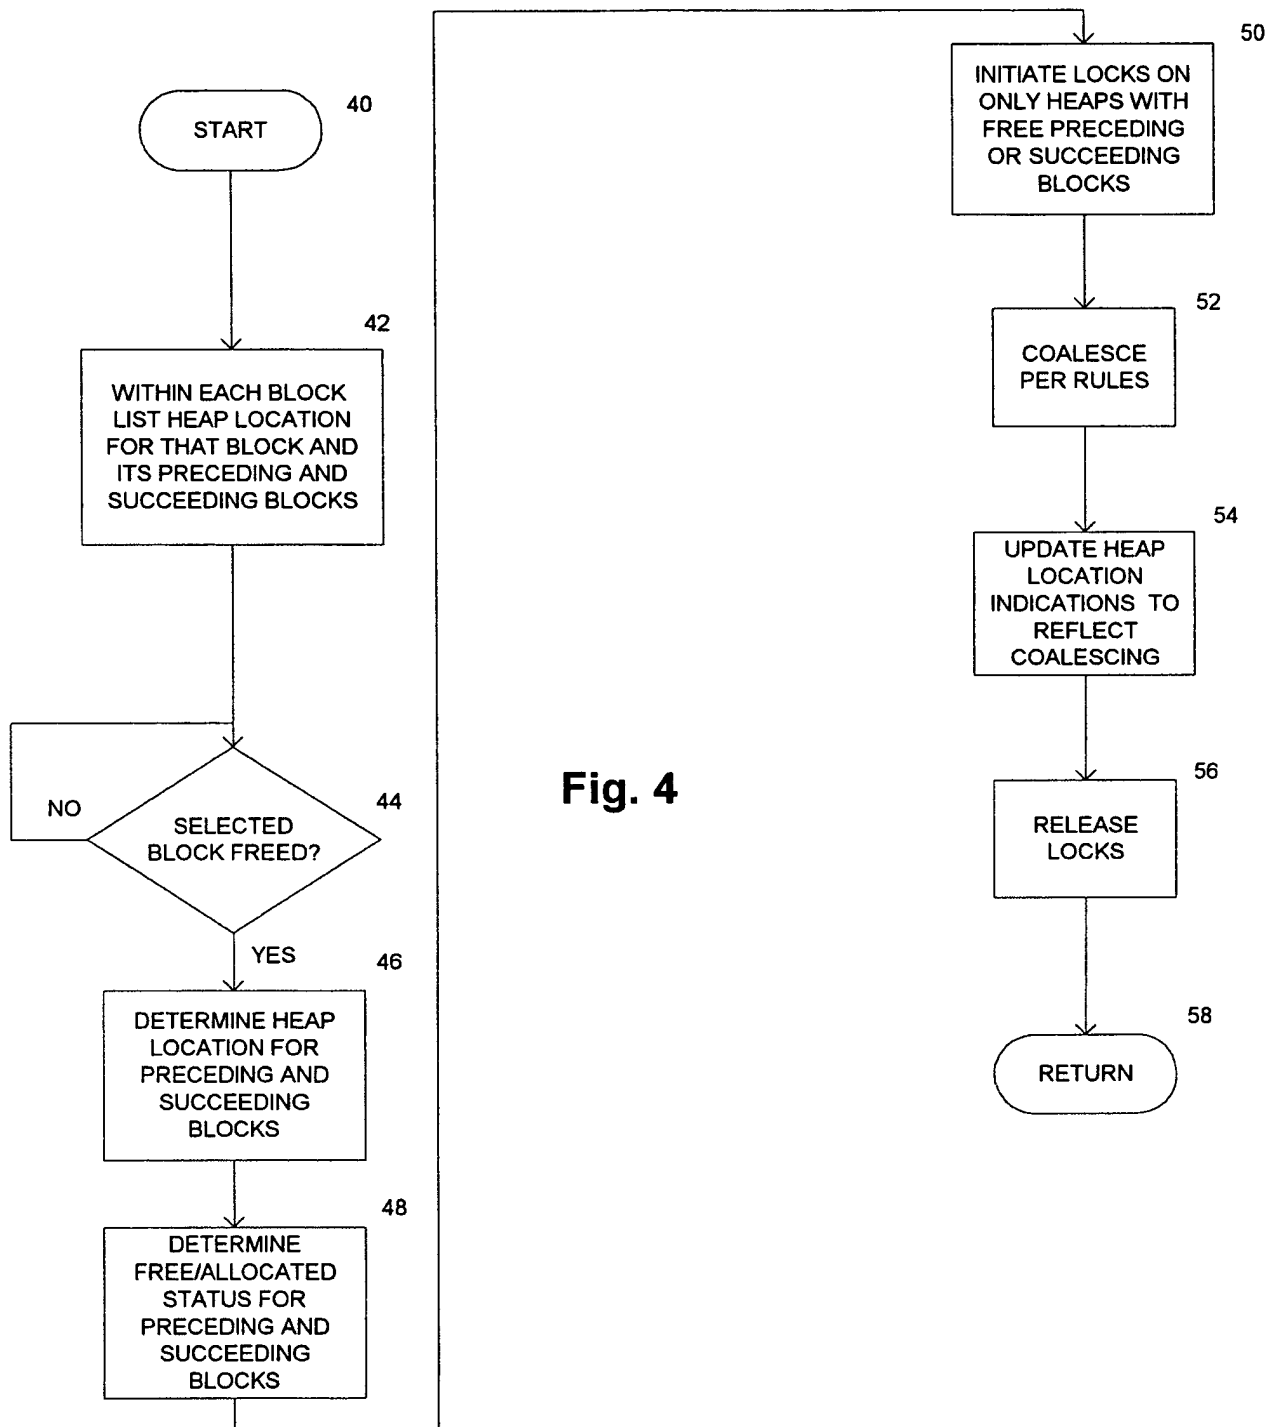 40
START
42
WITHIN EACH BLOCK
LIST HEAP LOCATION
FOR THAT BLOCK AND
ITS PRECEDING AND
SUCCEEDING BLOCKS
44
SELECTED
BLOCK FREED?
NO
YES
46
DETERMINE HEAP
LOCATION FOR
PRECEDING AND
SUCCEEDING
BLOCKS
48
DETERMINE
FREE/ALLOCATED
STATUS FOR
PRECEDING AND
SUCCEEDING
BLOCKS
50
INITIATE LOCKS ON
ONLY HEAPS WITH
FREE PRECEDING
OR SUCCEEDING
BLOCKS
52
COALESCE
PER RULES
54
UPDATE HEAP
LOCATION
INDICATIONS TO
REFLECT
COALESCING
56
RELEASE
LOCKS
58
RETURN
Fig. 4